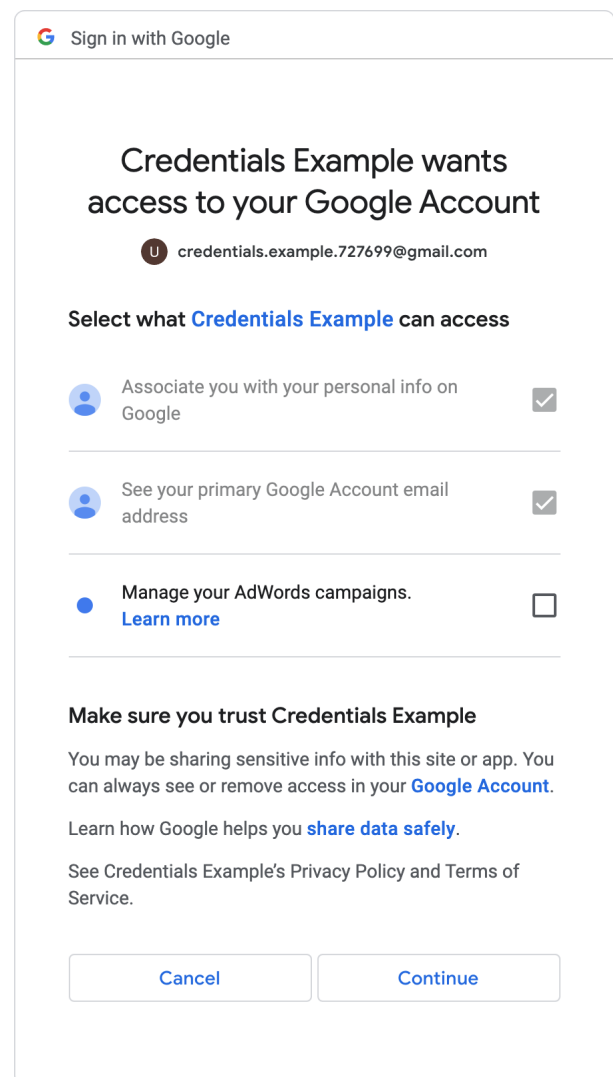 Sign in with Google
Credentials Example wants
access to your Google Account
U credentials.example.727699@gmail.com
Select what Credentials Example can access
Associate you with your personal info on
Google
See your primary Google Account email
address
Manage your AdWords campaigns.
Learn more
Make sure you trust Credentials Example
You may be sharing sensitive info with this site or app. You
can always see or remove access in your Google Account.
Learn how Google helps you share data safely.
See Credentials Example’s Privacy Policy and Terms of
Service.
Cancel
Continue